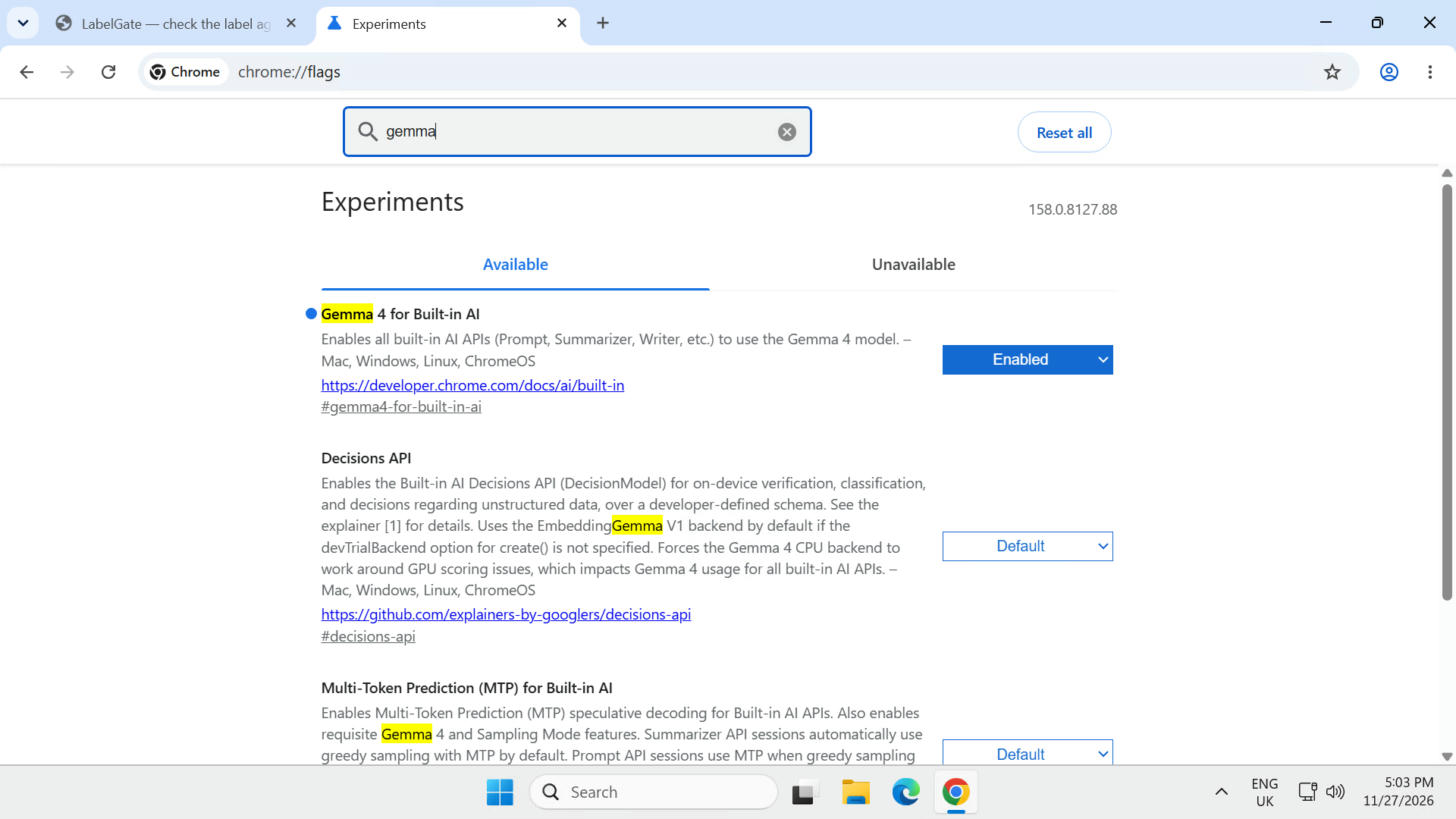 LabelGate — check the label ag
Experiments
Chrome
chrome://flags
gemma
Reset all
Experiments
158.0.8127.88
Available
Unavailable
Gemma 4 for Built-in AI
Enables all built-in AI APIs (Prompt, Summarizer, Writer, etc.) to use the Gemma 4 model. –
Mac, Windows, Linux, ChromeOS
Enabled
https://developer.chrome.com/docs/ai/built-in
#gemma4-for-built-in-ai
Decisions API
Enables the Built-in AI Decisions API (DecisionModel) for on-device verification, classification,
and decisions regarding unstructured data, over a developer-defined schema. See the
explainer [1] for details. Uses the EmbeddingGemma V1 backend by default if the
devTrialBackend option for create() is not specified. Forces the Gemma 4 CPU backend to
work around GPU scoring issues, which impacts Gemma 4 usage for all built-in AI APIs. –
Mac, Windows, Linux, ChromeOS
Default
https://github.com/explainers-by-googlers/decisions-api
#decisions-api
Multi-Token Prediction (MTP) for Built-in AI
Enables Multi-Token Prediction (MTP) speculative decoding for Built-in AI APIs. Also enables
requisite Gemma 4 and Sampling Mode features. Summarizer API sessions automatically use
greedy sampling with MTP by default. Prompt API sessions use MTP when greedy sampling
Default
Search
ENG
UK
5:03 PM
11/27/2026